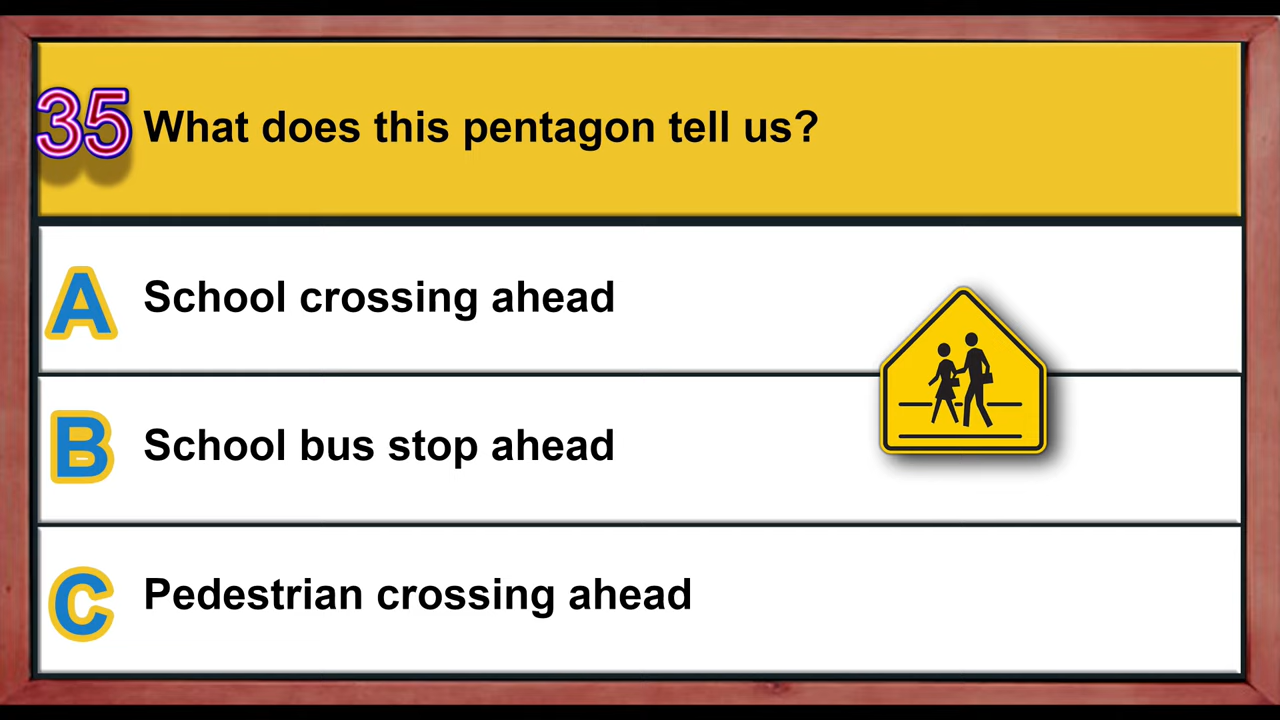 35 What does this pentagon tell us?
A School crossing ahead
B School bus stop ahead
C Pedestrian crossing ahead